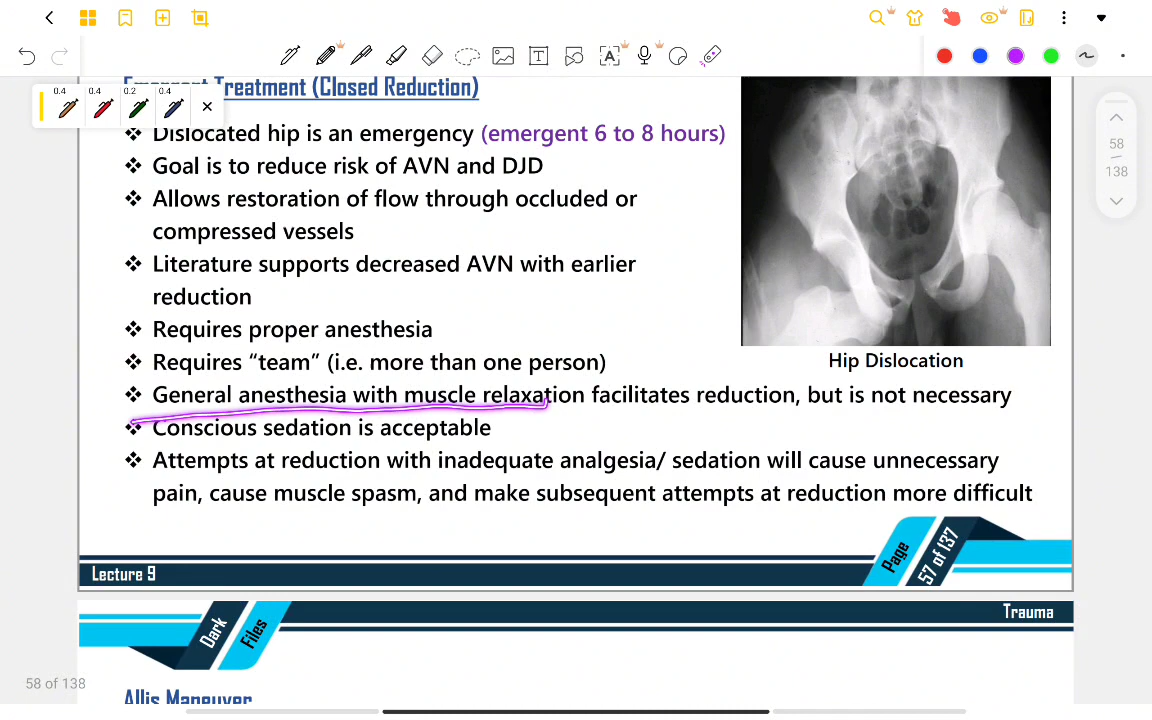 0.4 0.4 0.2 0.4
Emergent Treatment (Closed Reduction)
58
138
❖ Dislocated hip is an emergency (emergent 6 to 8 hours)
❖ Goal is to reduce risk of AVN and DJD
❖ Allows restoration of flow through occluded or
compressed vessels
❖ Literature supports decreased AVN with earlier
reduction
❖ Requires proper anesthesia
❖ Requires “team” (i.e. more than one person)
Hip Dislocation
❖ General anesthesia with muscle relaxation facilitates reduction, but is not necessary
❖ Conscious sedation is acceptable
❖ Attempts at reduction with inadequate analgesia/ sedation will cause unnecessary
pain, cause muscle spasm, and make subsequent attempts at reduction more difficult
Lecture 9
Page
57 of 137
Dark
Files
Trauma
58 of 138
Allis Maneuver